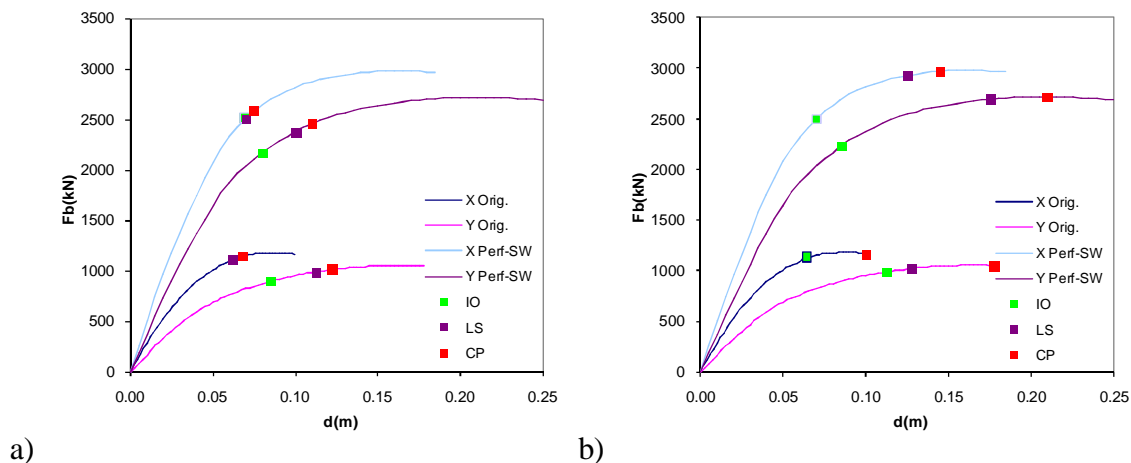 3500
3000
2500
2000
1500
1000
500
0
Fb(kN)
0.00 0.05 0.10 0.15 0.20 0.25
d(m)
X Orig.
Y Orig.
X Perf-SW
Y Perf-SW
IO
LS
CP
a)
3500
3000
2500
2000
1500
1000
500
0
Fb(kN)
0.00 0.05 0.10 0.15 0.20 0.25
d(m)
X Orig.
Y Orig.
X Perf-SW
Y Perf-SW
IO
LS
CP
b)